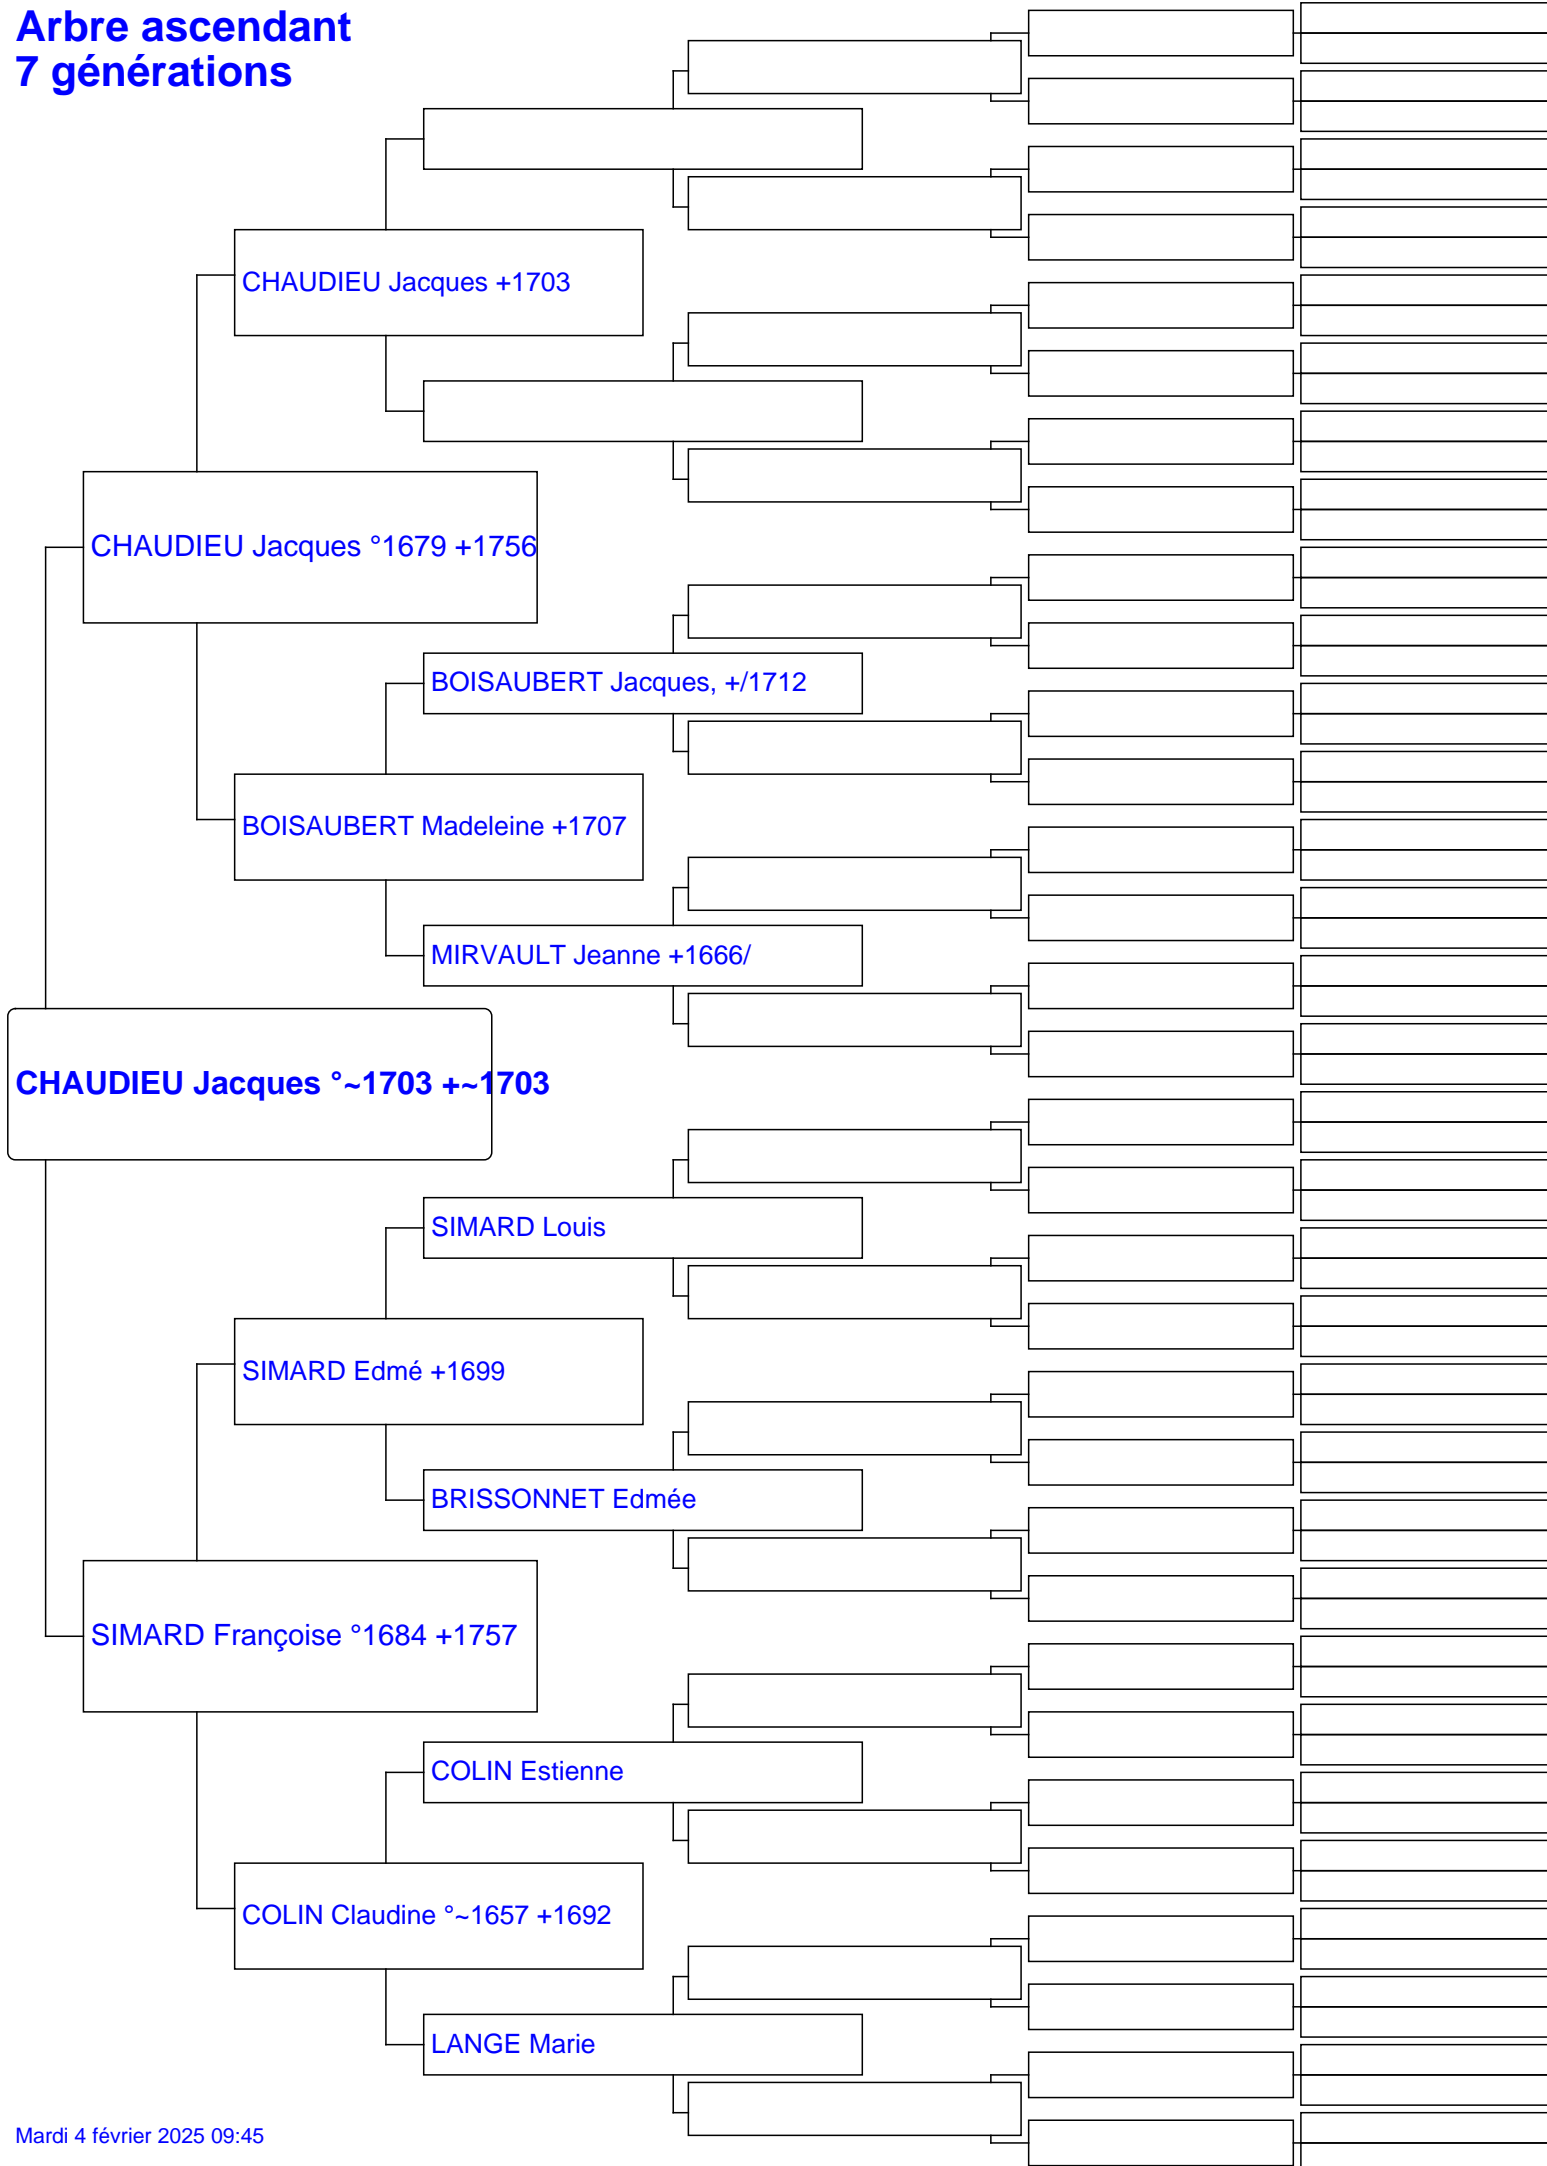 Arbre ascendant
7 générations
CHAUDIEU Jacques +1703
CHAUDIEU Jacques °1679 +1756
BOISAUBERT Jacques, +/1712
BOISAUBERT Madeleine +1707
MIRVAULT Jeanne +1666/
CHAUDIEU Jacques °~1703 +~1703
SIMARD Louis
SIMARD Edmé +1699
BRISSONNET Edmée
SIMARD Françoise °1684 +1757
COLIN Estienne
COLIN Claudine °~1657 +1692
LANGE Marie
Mardi 4 février 2025 09:45